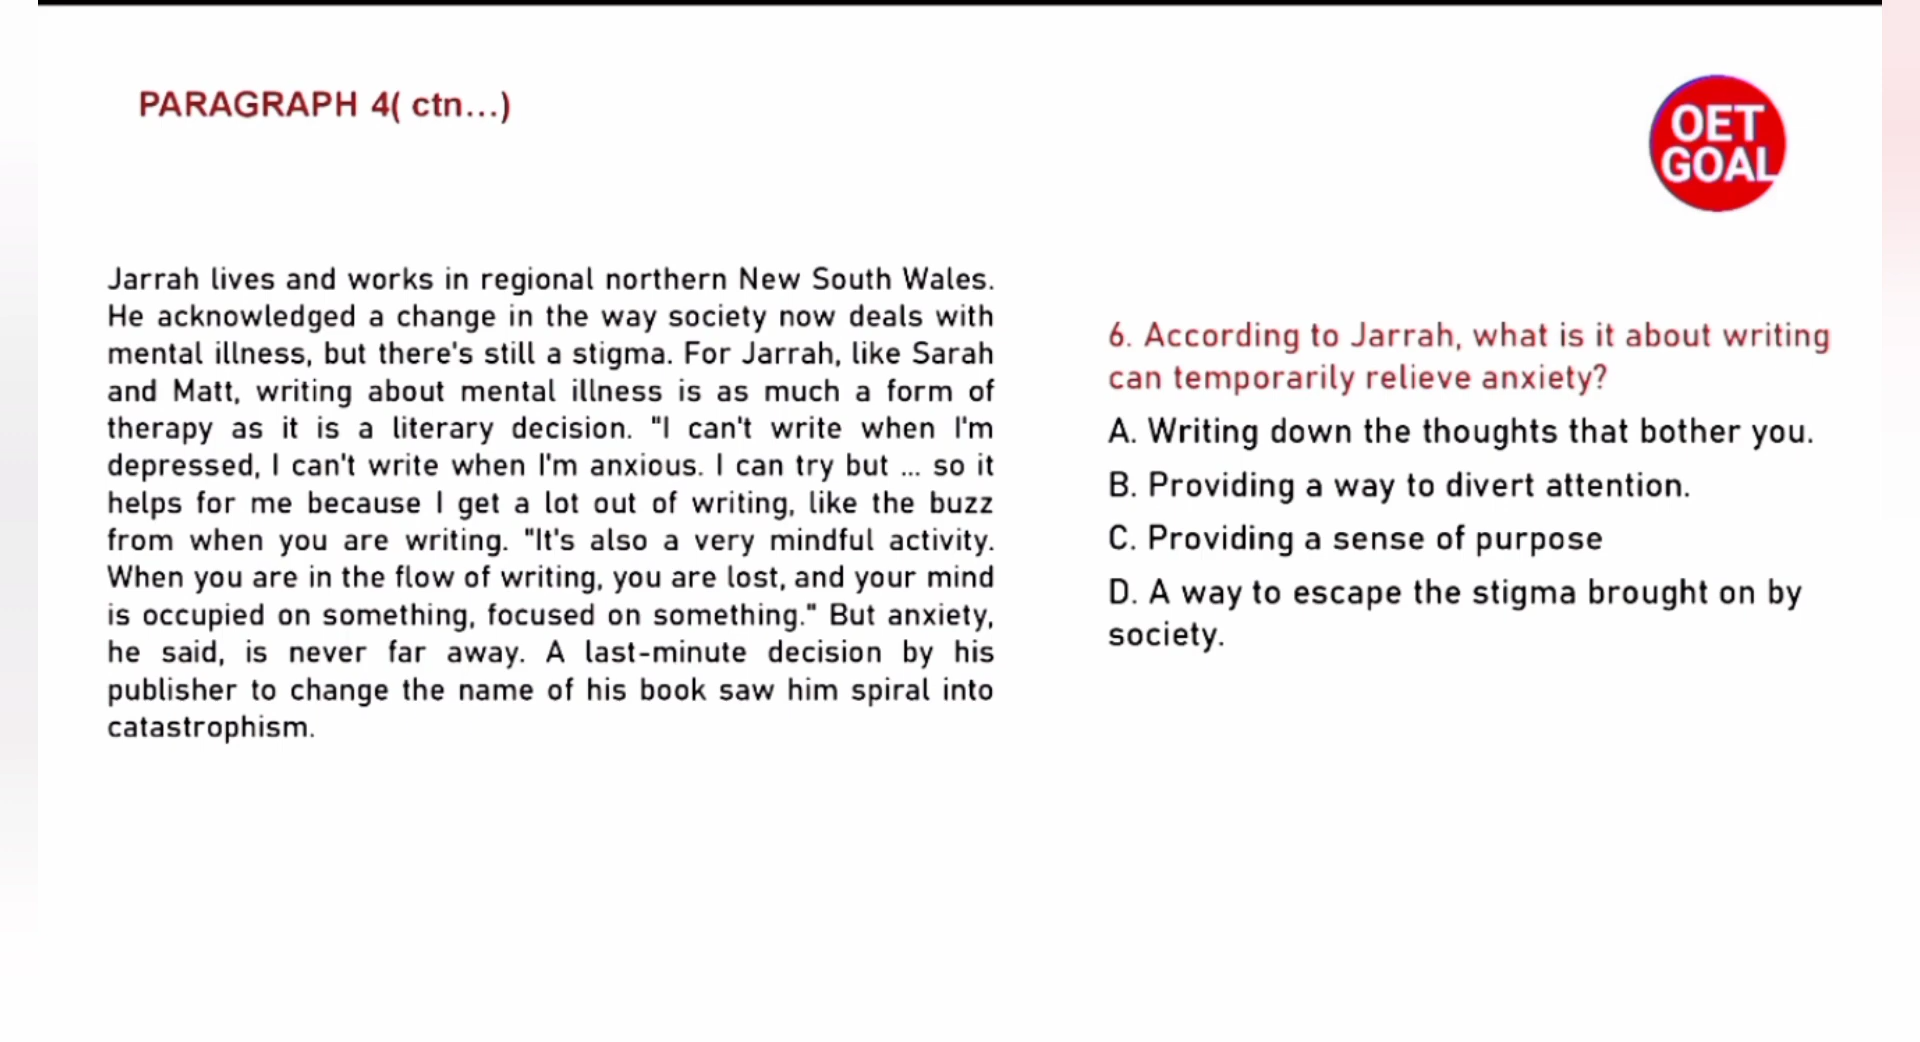 PARAGRAPH 4( ctn...)
OET
GOAL
Jarrah lives and works in regional northern New South Wales.
He acknowledged a change in the way society now deals with
mental illness, but there's still a stigma. For Jarrah, like Sarah
and Matt, writing about mental illness is as much a form of
therapy as it is a literary decision. "I can't write when I'm
depressed, I can't write when I'm anxious. I can try but ... so it
helps for me because I get a lot out of writing, like the buzz
from when you are writing. "It's also a very mindful activity.
When you are in the flow of writing, you are lost, and your mind
is occupied on something, focused on something." But anxiety,
he said, is never far away. A last-minute decision by his
publisher to change the name of his book saw him spiral into
catastrophism.
6. According to Jarrah, what is it about writing
can temporarily relieve anxiety?
A. Writing down the thoughts that bother you.
B. Providing a way to divert attention.
C. Providing a sense of purpose
D. A way to escape the stigma brought on by
society.